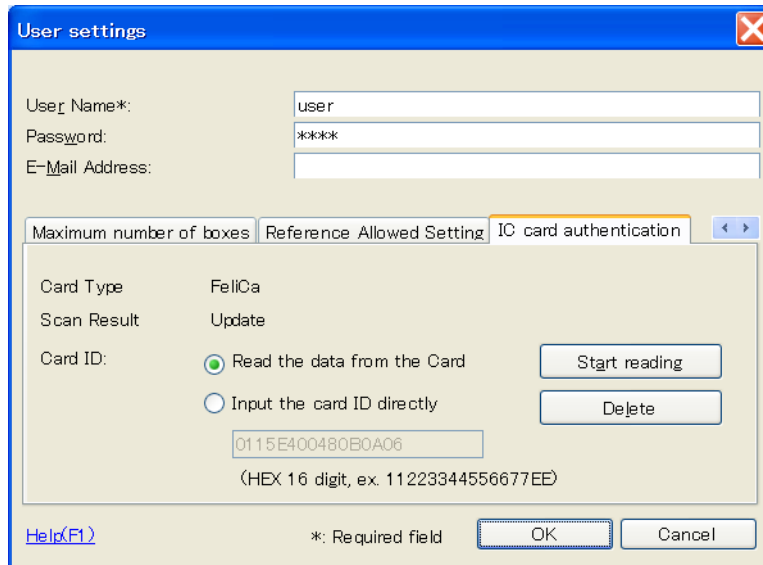 User settings
User Name*: user
Password: ****
E-Mail Address:
Maximum number of boxes Reference Allowed Setting IC card authentication
Card Type FeliCa
Scan Result Update
Card ID: Read the data from the Card Start reading
Input the card ID directly Delete
0115E400480B0A06
(HEX 16 digit, ex. 11223344556677EE)
Help(F1) *: Required field OK Cancel